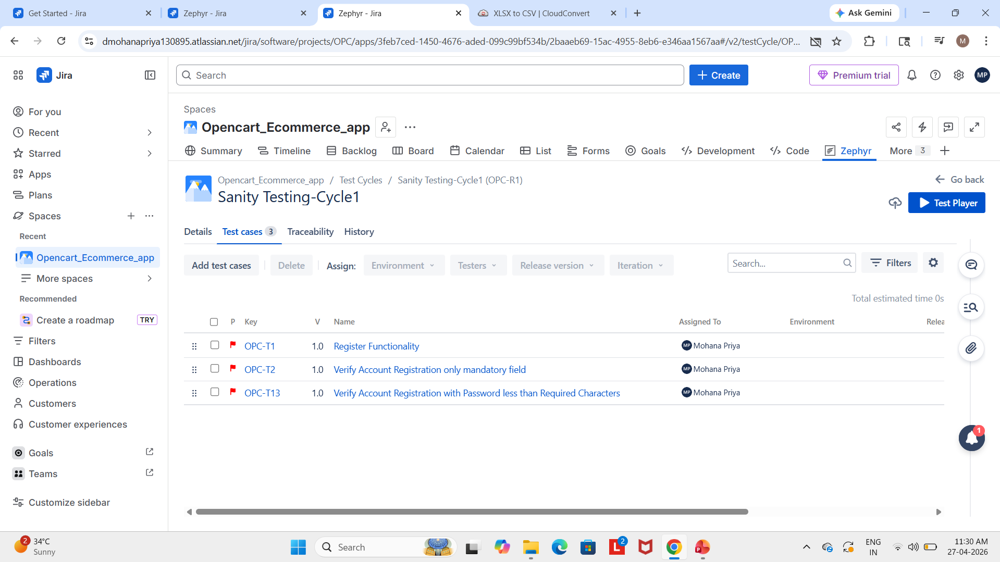 Get Started - Jira
Zephyr - Jira
Zephyr - Jira
XLSX to CSV | CloudConvert
Ask Gemini
dmohanapriya130895.atlassian.net/jira/software/projects/OPC/apps/3feb7ced-1450-4676-aded-099c99bf534b/2baaeb69-15ac-4955-8eb6-e346aa1567aa#/v2/testCycle/OP...
M
Jira
Search
Create
Premium trial
MP
For you
Recent
Starred
Apps
Plans
Spaces
Recent
Opencart_Ecommerce_app
More spaces
Recommended
Create a roadmap
TRY
Filters
Dashboards
Operations
Customers
Customer experiences
Goals
Teams
Customize sidebar
Spaces
Opencart_Ecommerce_app
Summary
Timeline
Backlog
Board
Calendar
List
Forms
Goals
Development
Code
Zephyr
More 3
Opencart_Ecommerce_app / Test Cycles / Sanity Testing-Cycle1 (OPC-R1)
Go back
Sanity Testing-Cycle1
Test Player
Details
Test cases 3
Traceability
History
Add test cases
Delete
Assign:
Environment
Testers
Release version
Iteration
Search...
Filters
Total estimated time 0s
P Key V Name Assigned To Environment Relea
OPC-T1 1.0 Register Functionality MP Mohana Priya
OPC-T2 1.0 Verify Account Registration only mandatory field MP Mohana Priya
OPC-T13 1.0 Verify Account Registration with Password less than Required Characters MP Mohana Priya
1
2
34°C
Sunny
Search
L
2
P
ENG
IN
11:30 AM
27-04-2026